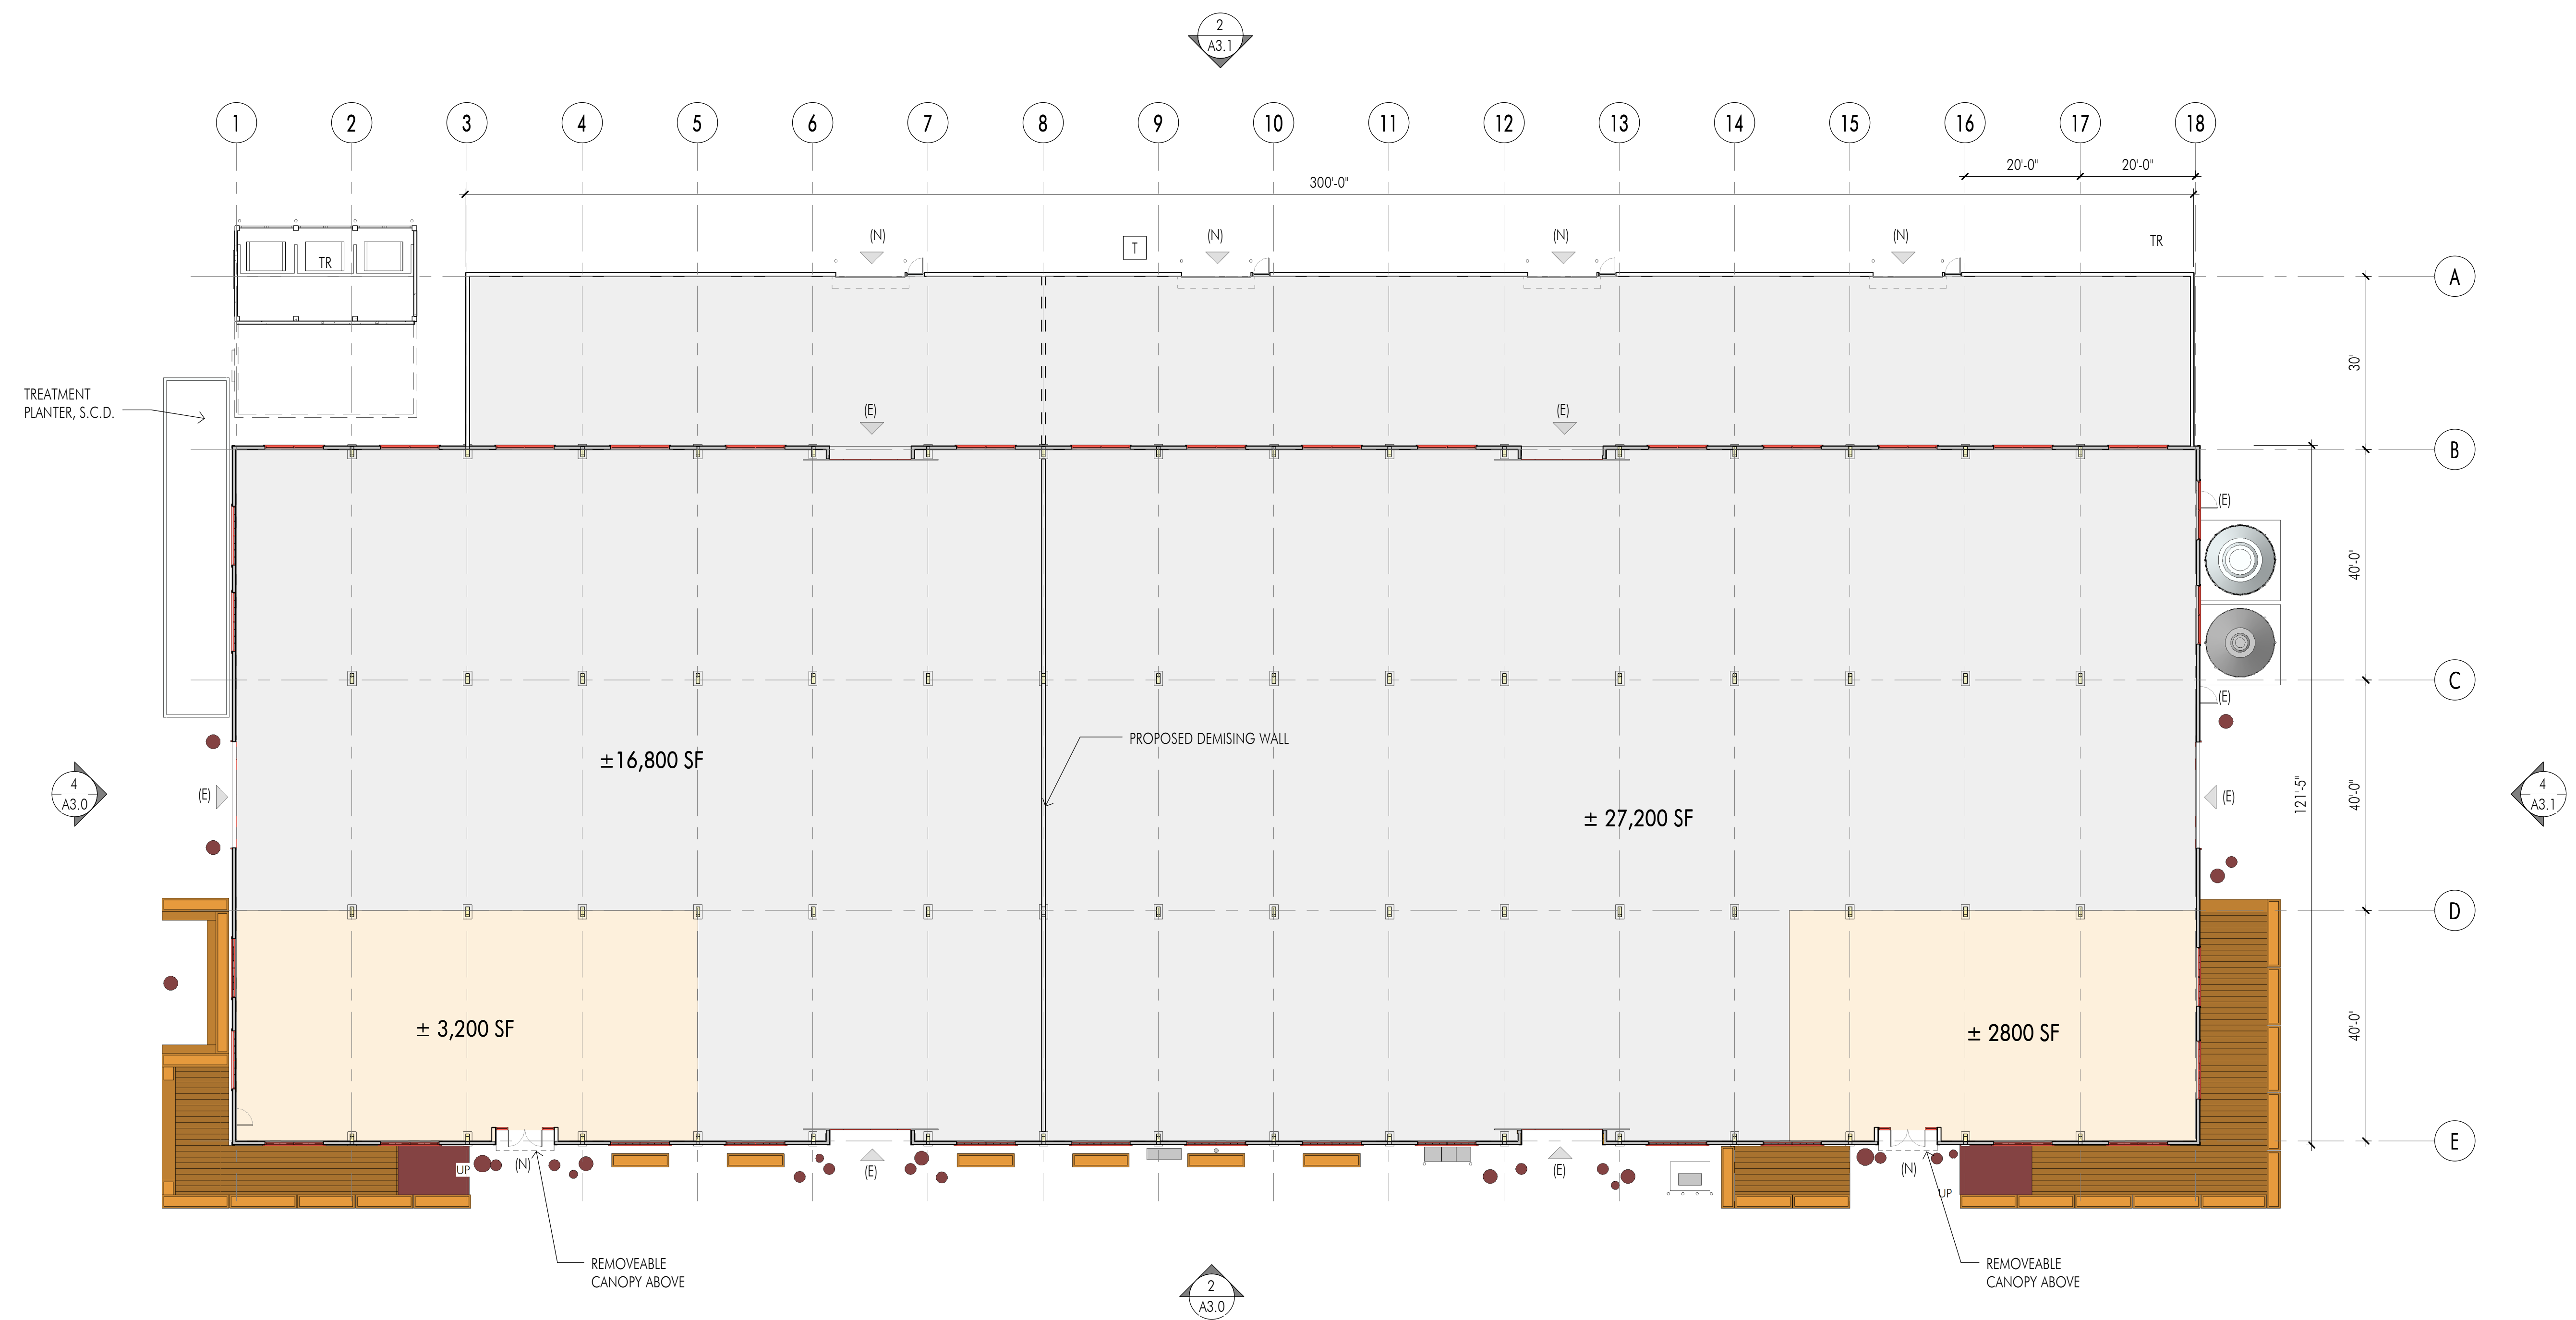 2
A3.1
1
2
3
4
5
6
7
8
9
10
11
12
13
14
15
16
17
18
20'-0"
20'-0"
300'-0"
(N)
T
(N)
(N)
(N)
TR
TR
A
30'
TREATMENT
PLANTER, S.C.D.
(E)
(E)
B
(E)
40'-0"
C
(E)
PROPOSED DEMISING WALL
±16,800 SF
4
A3.0
(E)
± 27,200 SF
(E)
121'-5"
40'-0"
4
A3.1
D
± 3,200 SF
± 2800 SF
40'-0"
E
UP
(N)
(E)
(E)
(N)
UP
REMOVEABLE
CANOPY ABOVE
REMOVEABLE
CANOPY ABOVE
2
A3.0